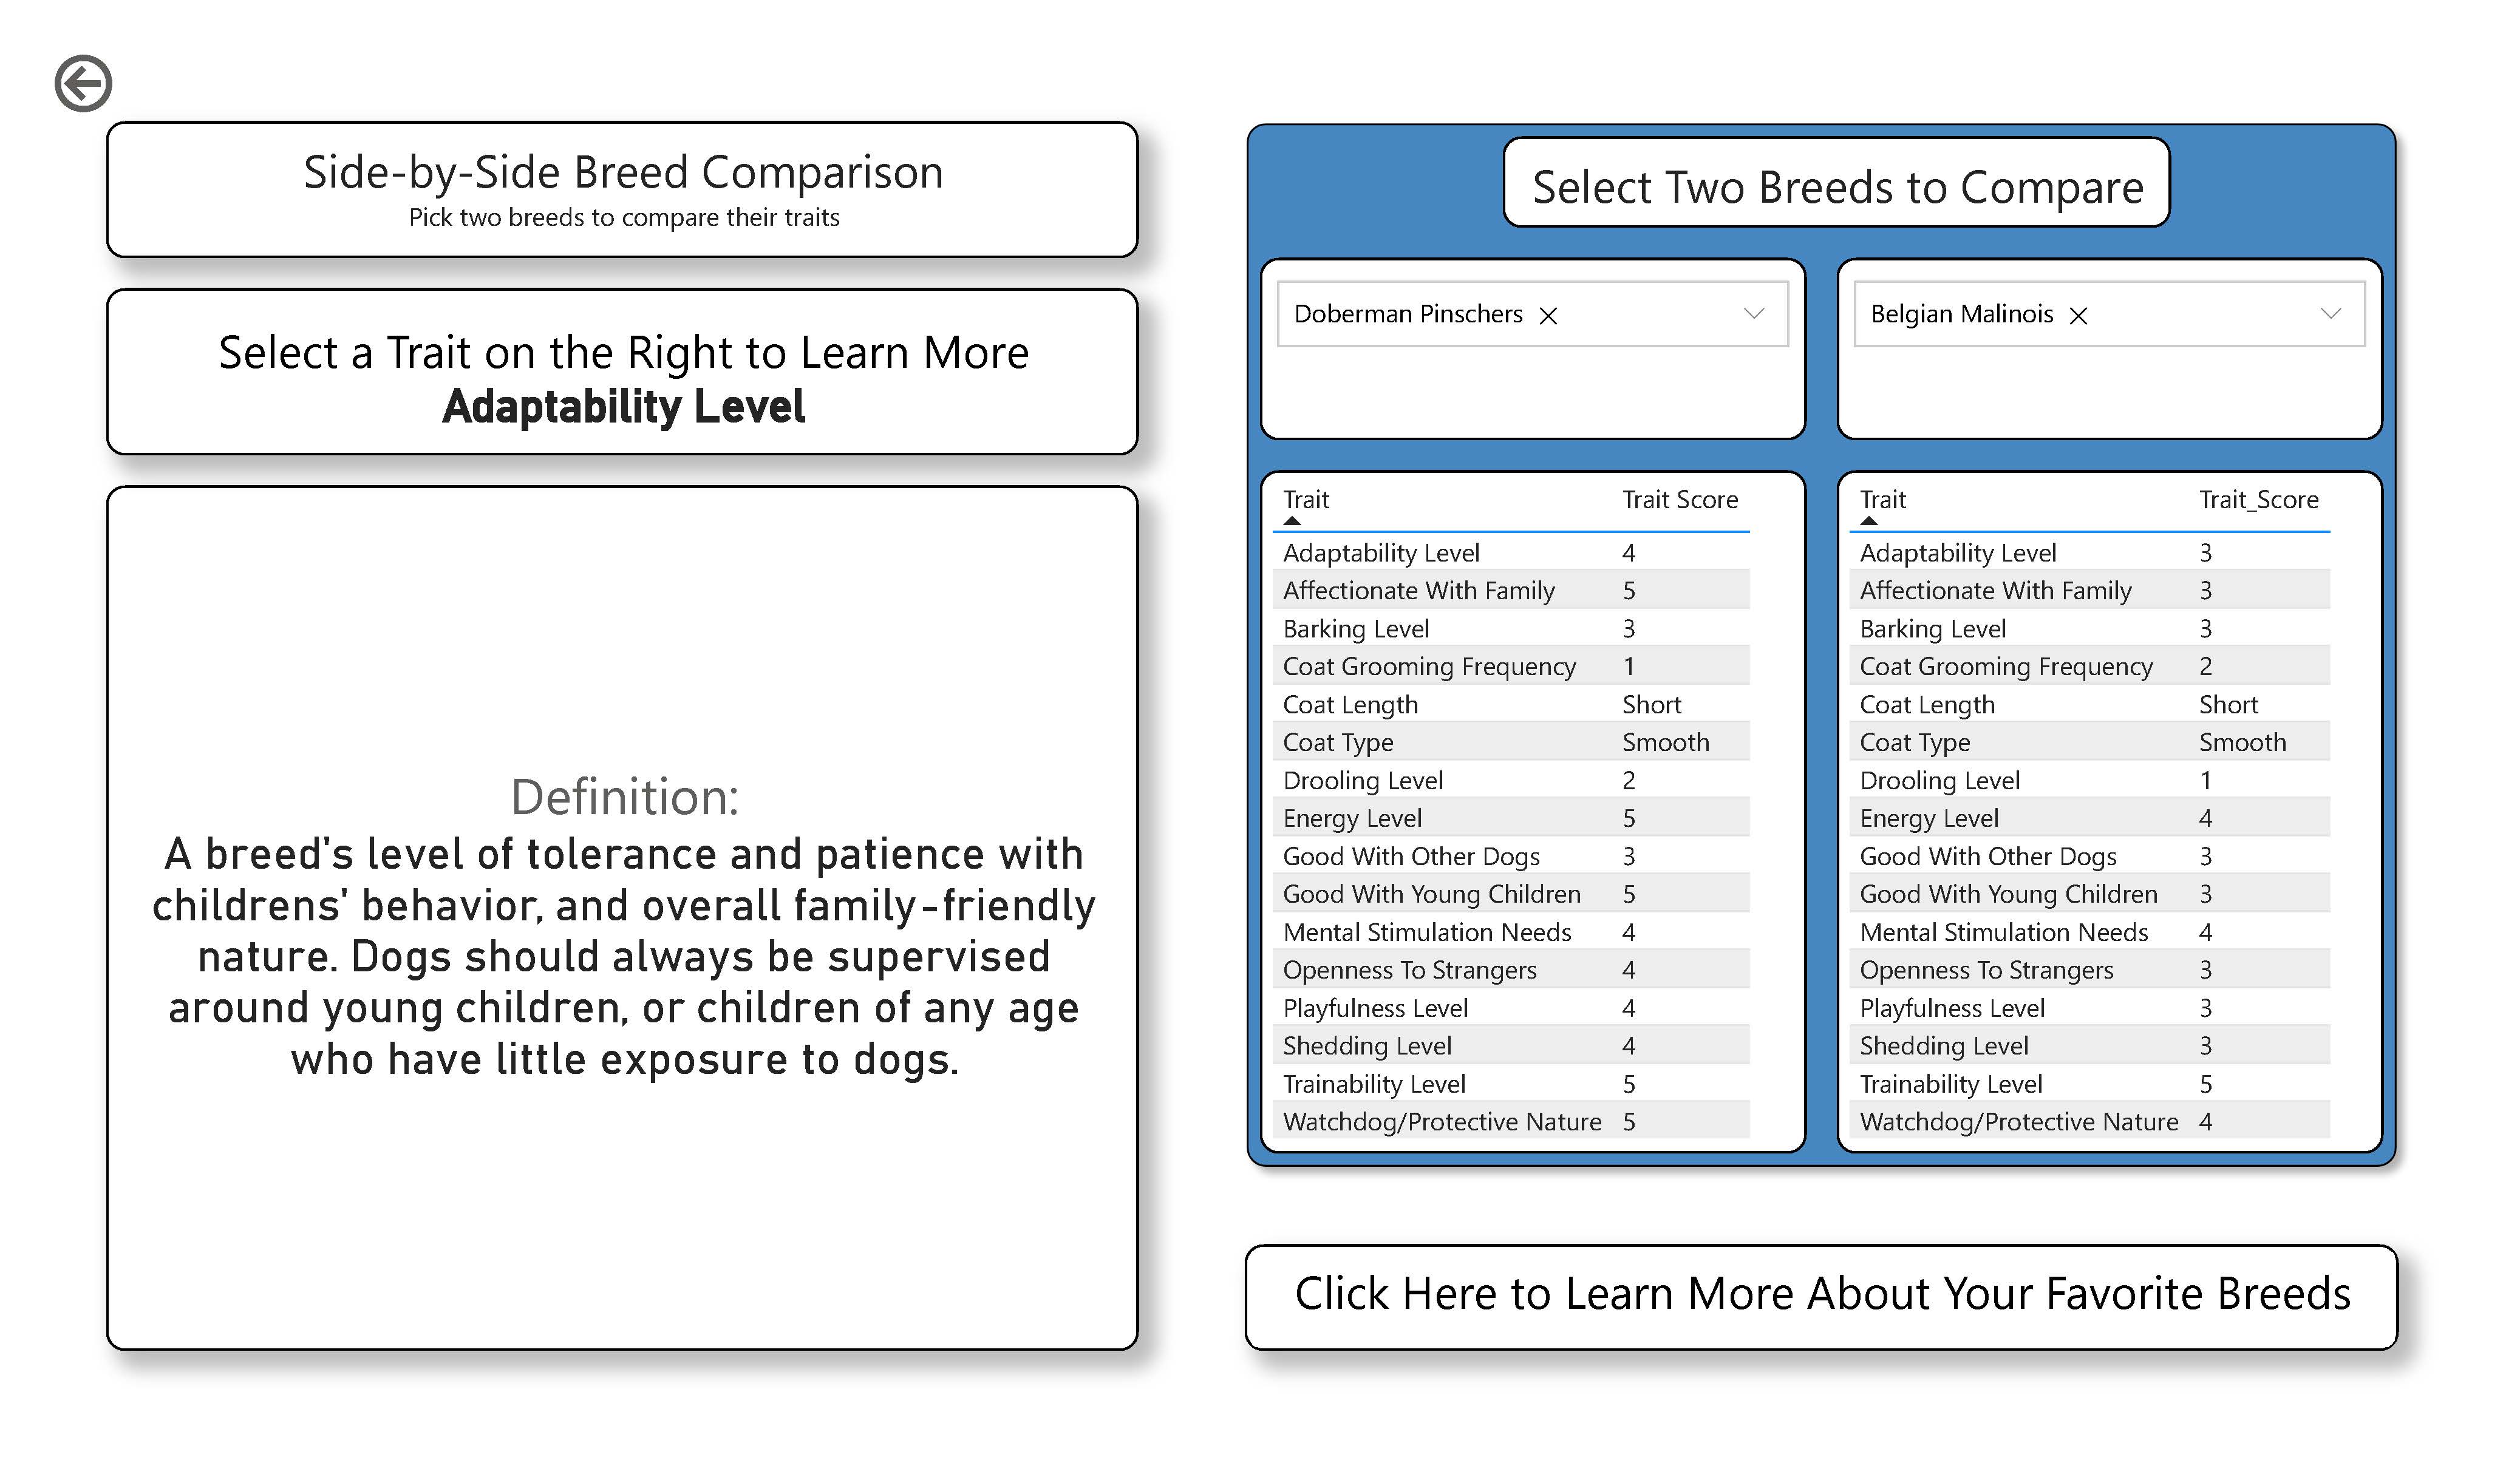 Side-by-Side Breed Comparison
Pick two breeds to compare their traits
Select a Trait on the Right to Learn More
Adaptability Level
Definition:
A breed's level of tolerance and patience with
childrens' behavior, and overall family-friendly
nature. Dogs should always be supervised
around young children, or children of any age
who have little exposure to dogs.
Select Two Breeds to Compare
Doberman Pinschers
Trait Trait Score
Adaptability Level 4
Affectionate With Family 5
Barking Level 3
Coat Grooming Frequency 1
Coat Length Short
Coat Type Smooth
Drooling Level 2
Energy Level 5
Good With Other Dogs 3
Good With Young Children 5
Mental Stimulation Needs 4
Openness To Strangers 4
Playfulness Level 4
Shedding Level 4
Trainability Level 5
Watchdog/Protective Nature 5
Belgian Malinois
Trait Trait_Score
Adaptability Level 3
Affectionate With Family 3
Barking Level 3
Coat Grooming Frequency 2
Coat Length Short
Coat Type Smooth
Drooling Level 1
Energy Level 4
Good With Other Dogs 3
Good With Young Children 3
Mental Stimulation Needs 4
Openness To Strangers 3
Playfulness Level 3
Shedding Level 3
Trainability Level 5
Watchdog/Protective Nature 4
Click Here to Learn More About Your Favorite Breeds